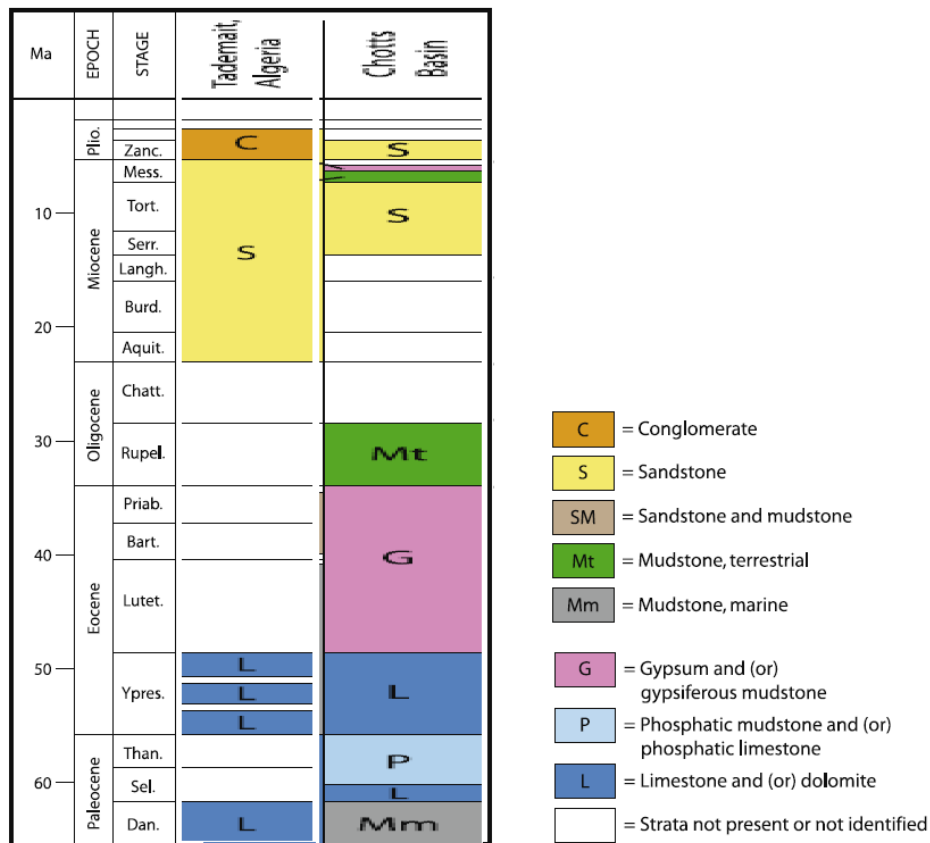 Ma
EPOCH
STAGE
Tademait,
Algeria
Chotts
Basin
Plio.
Zanc.
C
S
Miocene
Mess.
10
Tort.
S
Serr.
S
Langh.
Burd.
20
Aquit.
Oligocene
Chatt.
30
Rupel.
Mt
Eocene
Priab.
40
Bart.
G
Lutet.
50
L
Ypres.
L
L
L
Paleocene
Than.
P
60
Sel.
L
Dan.
L
Mm
C = Conglomerate
S = Sandstone
SM = Sandstone and mudstone
Mt = Mudstone, terrestrial
Mm = Mudstone, marine
G = Gypsum and (or)
gypsiferous mudstone
P = Phosphatic mudstone and (or)
phosphatic limestone
L = Limestone and (or) dolomite
= Strata not present or not identified